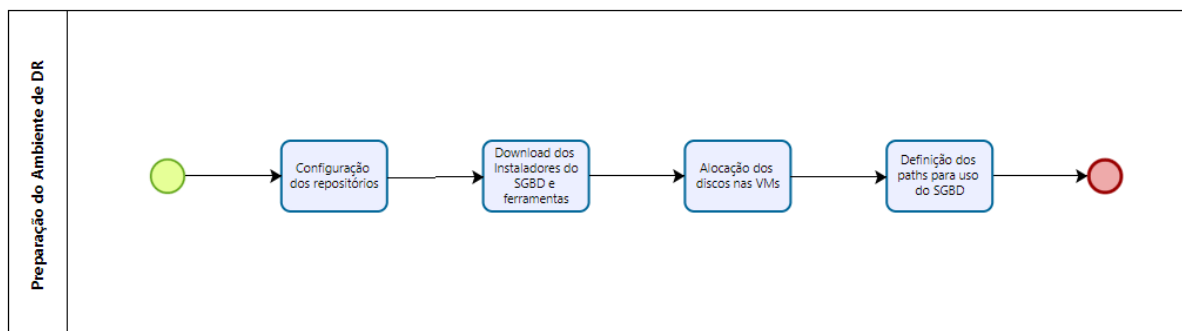 Preparação do Ambiente de DR
Configuração
dos repositórios
Download dos
Instaladores do
SGBD e
ferramentas
Alocação dos
discos nas VMs
Definição dos
paths para uso
do SGBD